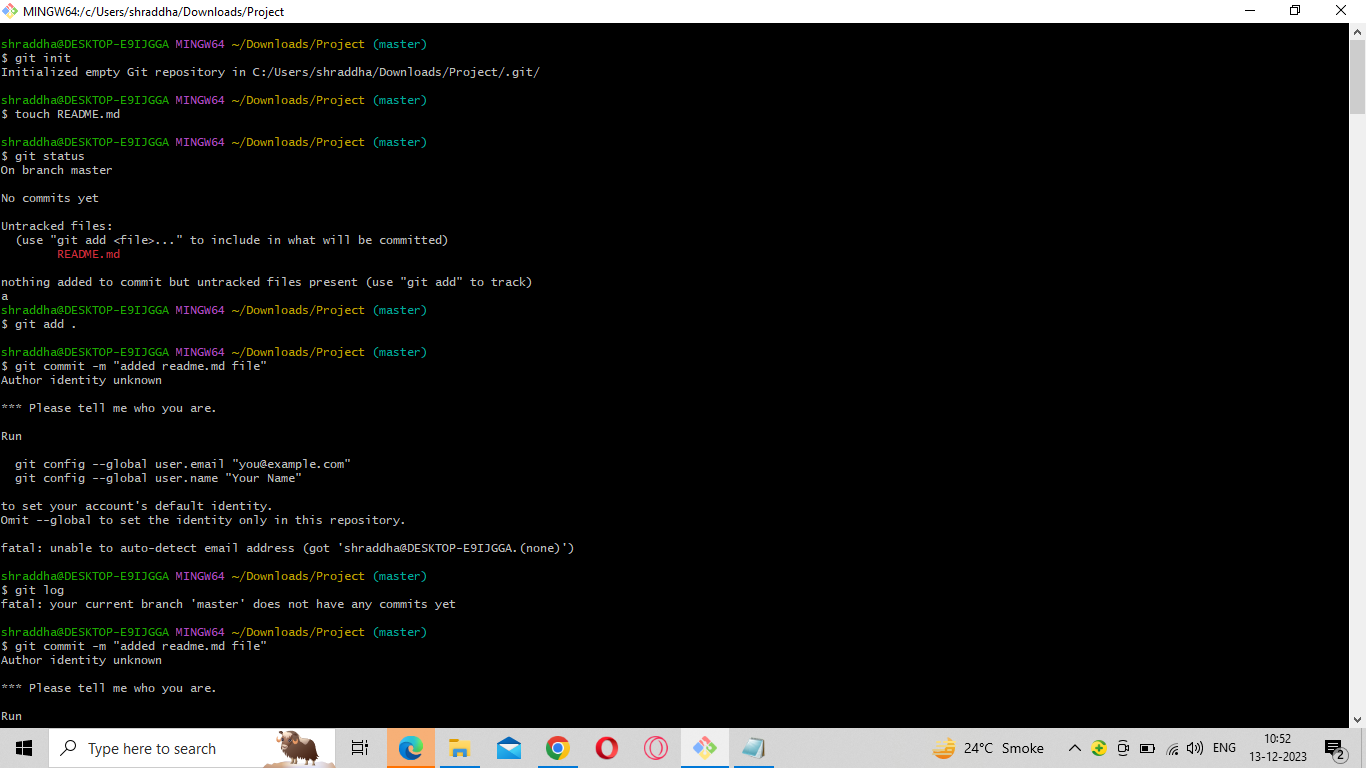 MINGW64:/c/Users/shraddha/Downloads/Project
shraddha@DESKTOP-E9IJGGA MINGW64 ~/Downloads/Project (master)
$ git init
Initialized empty Git repository in C:/Users/shraddha/Downloads/Project/.git/
shraddha@DESKTOP-E9IJGGA MINGW64 ~/Downloads/Project (master)
$ touch README.md
shraddha@DESKTOP-E9IJGGA MINGW64 ~/Downloads/Project (master)
$ git status
On branch master
No commits yet
Untracked files:
  (use "git add <file>..." to include in what will be committed)
        README.md
nothing added to commit but untracked files present (use "git add" to track)
a
shraddha@DESKTOP-E9IJGGA MINGW64 ~/Downloads/Project (master)
$ git add .
shraddha@DESKTOP-E9IJGGA MINGW64 ~/Downloads/Project (master)
$ git commit -m "added readme.md file"
Author identity unknown
*** Please tell me who you are.
Run
  git config --global user.email "you@example.com"
  git config --global user.name "Your Name"
to set your account's default identity.
Omit --global to set the identity only in this repository.
fatal: unable to auto-detect email address (got 'shraddha@DESKTOP-E9IJGGA.(none)')
shraddha@DESKTOP-E9IJGGA MINGW64 ~/Downloads/Project (master)
$ git log
fatal: your current branch 'master' does not have any commits yet
shraddha@DESKTOP-E9IJGGA MINGW64 ~/Downloads/Project (master)
$ git commit -m "added readme.md file"
Author identity unknown
*** Please tell me who you are.
Run
Type here to search
24°C Smoke
ENG
10:52
13-12-2023
2